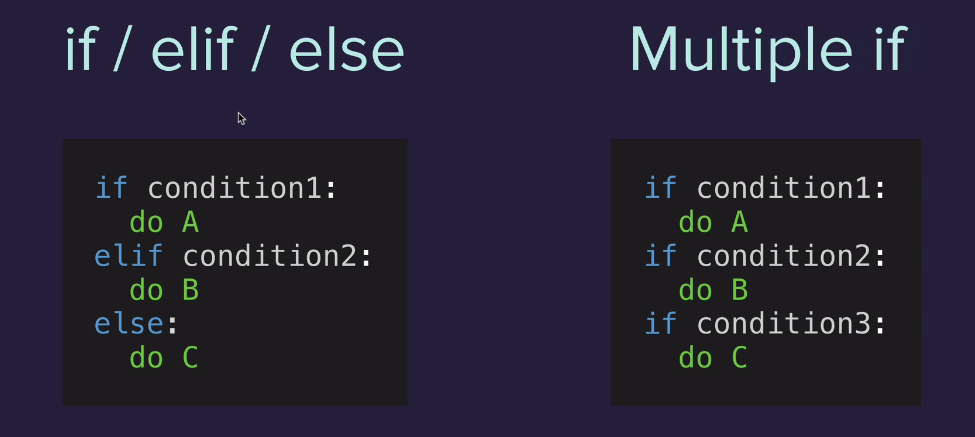 if / elif / else
if condition1:
do A
elif condition2:
do B
else:
do C
Multiple if
if condition1:
do A
if condition2:
do B
if condition3:
do C